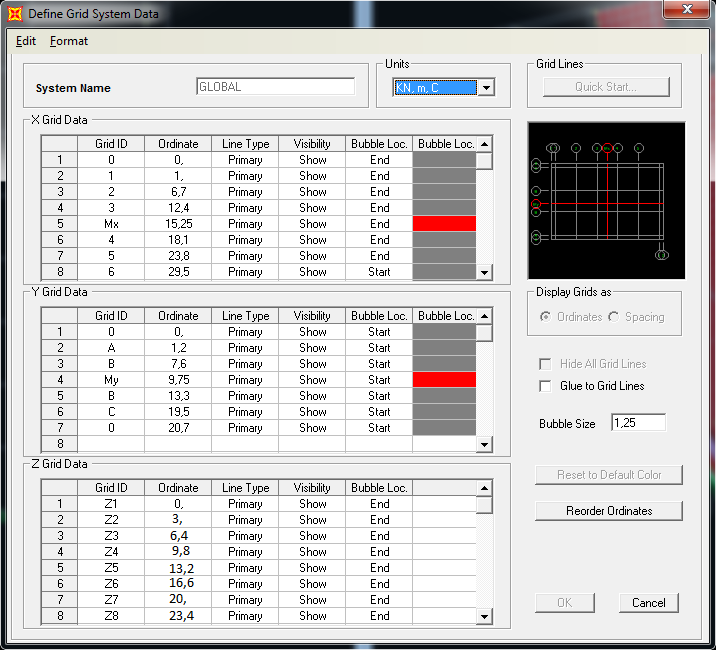 Define Grid System Data
Edit Format
System Name GLOBAL
Units
KN, m, C
Grid Lines
Quick Start...
X Grid Data
Grid ID Ordinate Line Type Visibility Bubble Loc. Bubble Loc.
1 0 0, Primary Show End
2 1 1, Primary Show End
3 2 6,7 Primary Show End
4 3 12,4 Primary Show End
5 Mx 15,25 Primary Show End
6 4 18,1 Primary Show End
7 5 23,8 Primary Show End
8 6 29,5 Primary Show Start
Y Grid Data
Grid ID Ordinate Line Type Visibility Bubble Loc. Bubble Loc.
1 0 0, Primary Show Start
2 A 1,2 Primary Show Start
3 B 7,6 Primary Show Start
4 My 9,75 Primary Show Start
5 B 13,3 Primary Show Start
6 C 19,5 Primary Show Start
7 0 20,7 Primary Show Start
8
Z Grid Data
Grid ID Ordinate Line Type Visibility Bubble Loc.
1 Z1 0, Primary Show End
2 Z2 3, Primary Show End
3 Z3 6,4 Primary Show End
4 Z4 9,8 Primary Show End
5 Z5 13,2 Primary Show End
6 Z6 16,6 Primary Show End
7 Z7 20, Primary Show End
8 Z8 23,4 Primary Show End
Display Grids as
Ordinates Spacing
Hide All Grid Lines
Glue to Grid Lines
Bubble Size 1,25
Reset to Default Color
Reorder Ordinates
OK Cancel